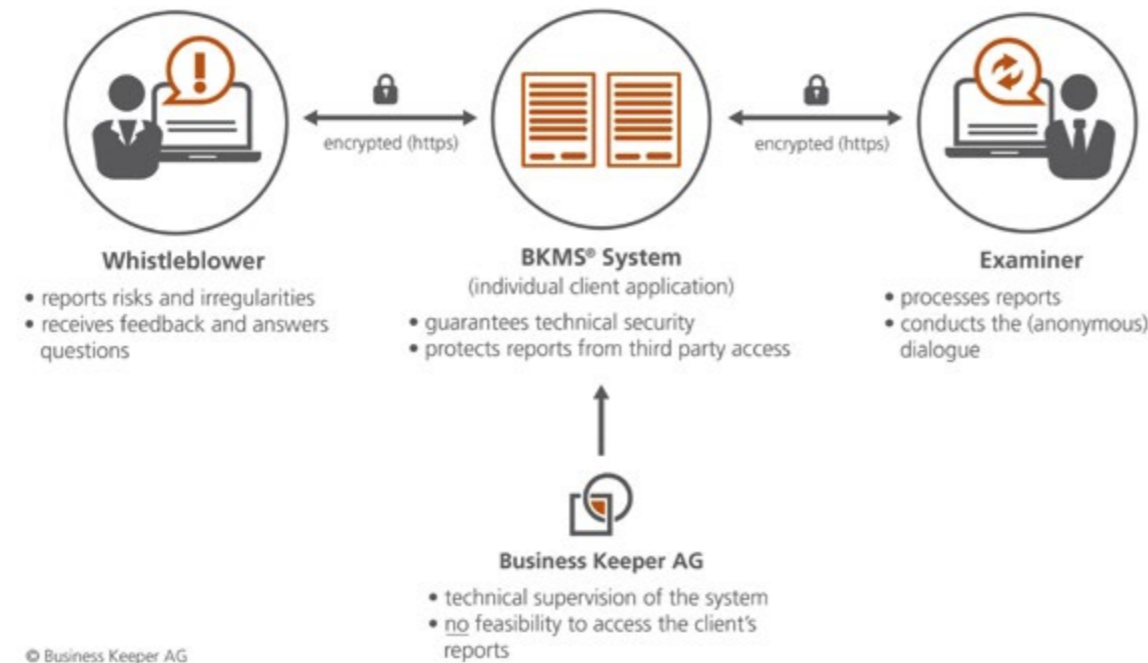 encrypted (https)
encrypted (https)
Whistleblower
• reports risks and irregularities
• receives feedback and answers
questions
BKMS® System
(individual client application)
• guarantees technical security
• protects reports from third party access
Examiner
• processes reports
• conducts the (anonymous)
dialogue
Business Keeper AG
• technical supervision of the system
• no feasibility to access the client's
reports
© Business Keeper AG